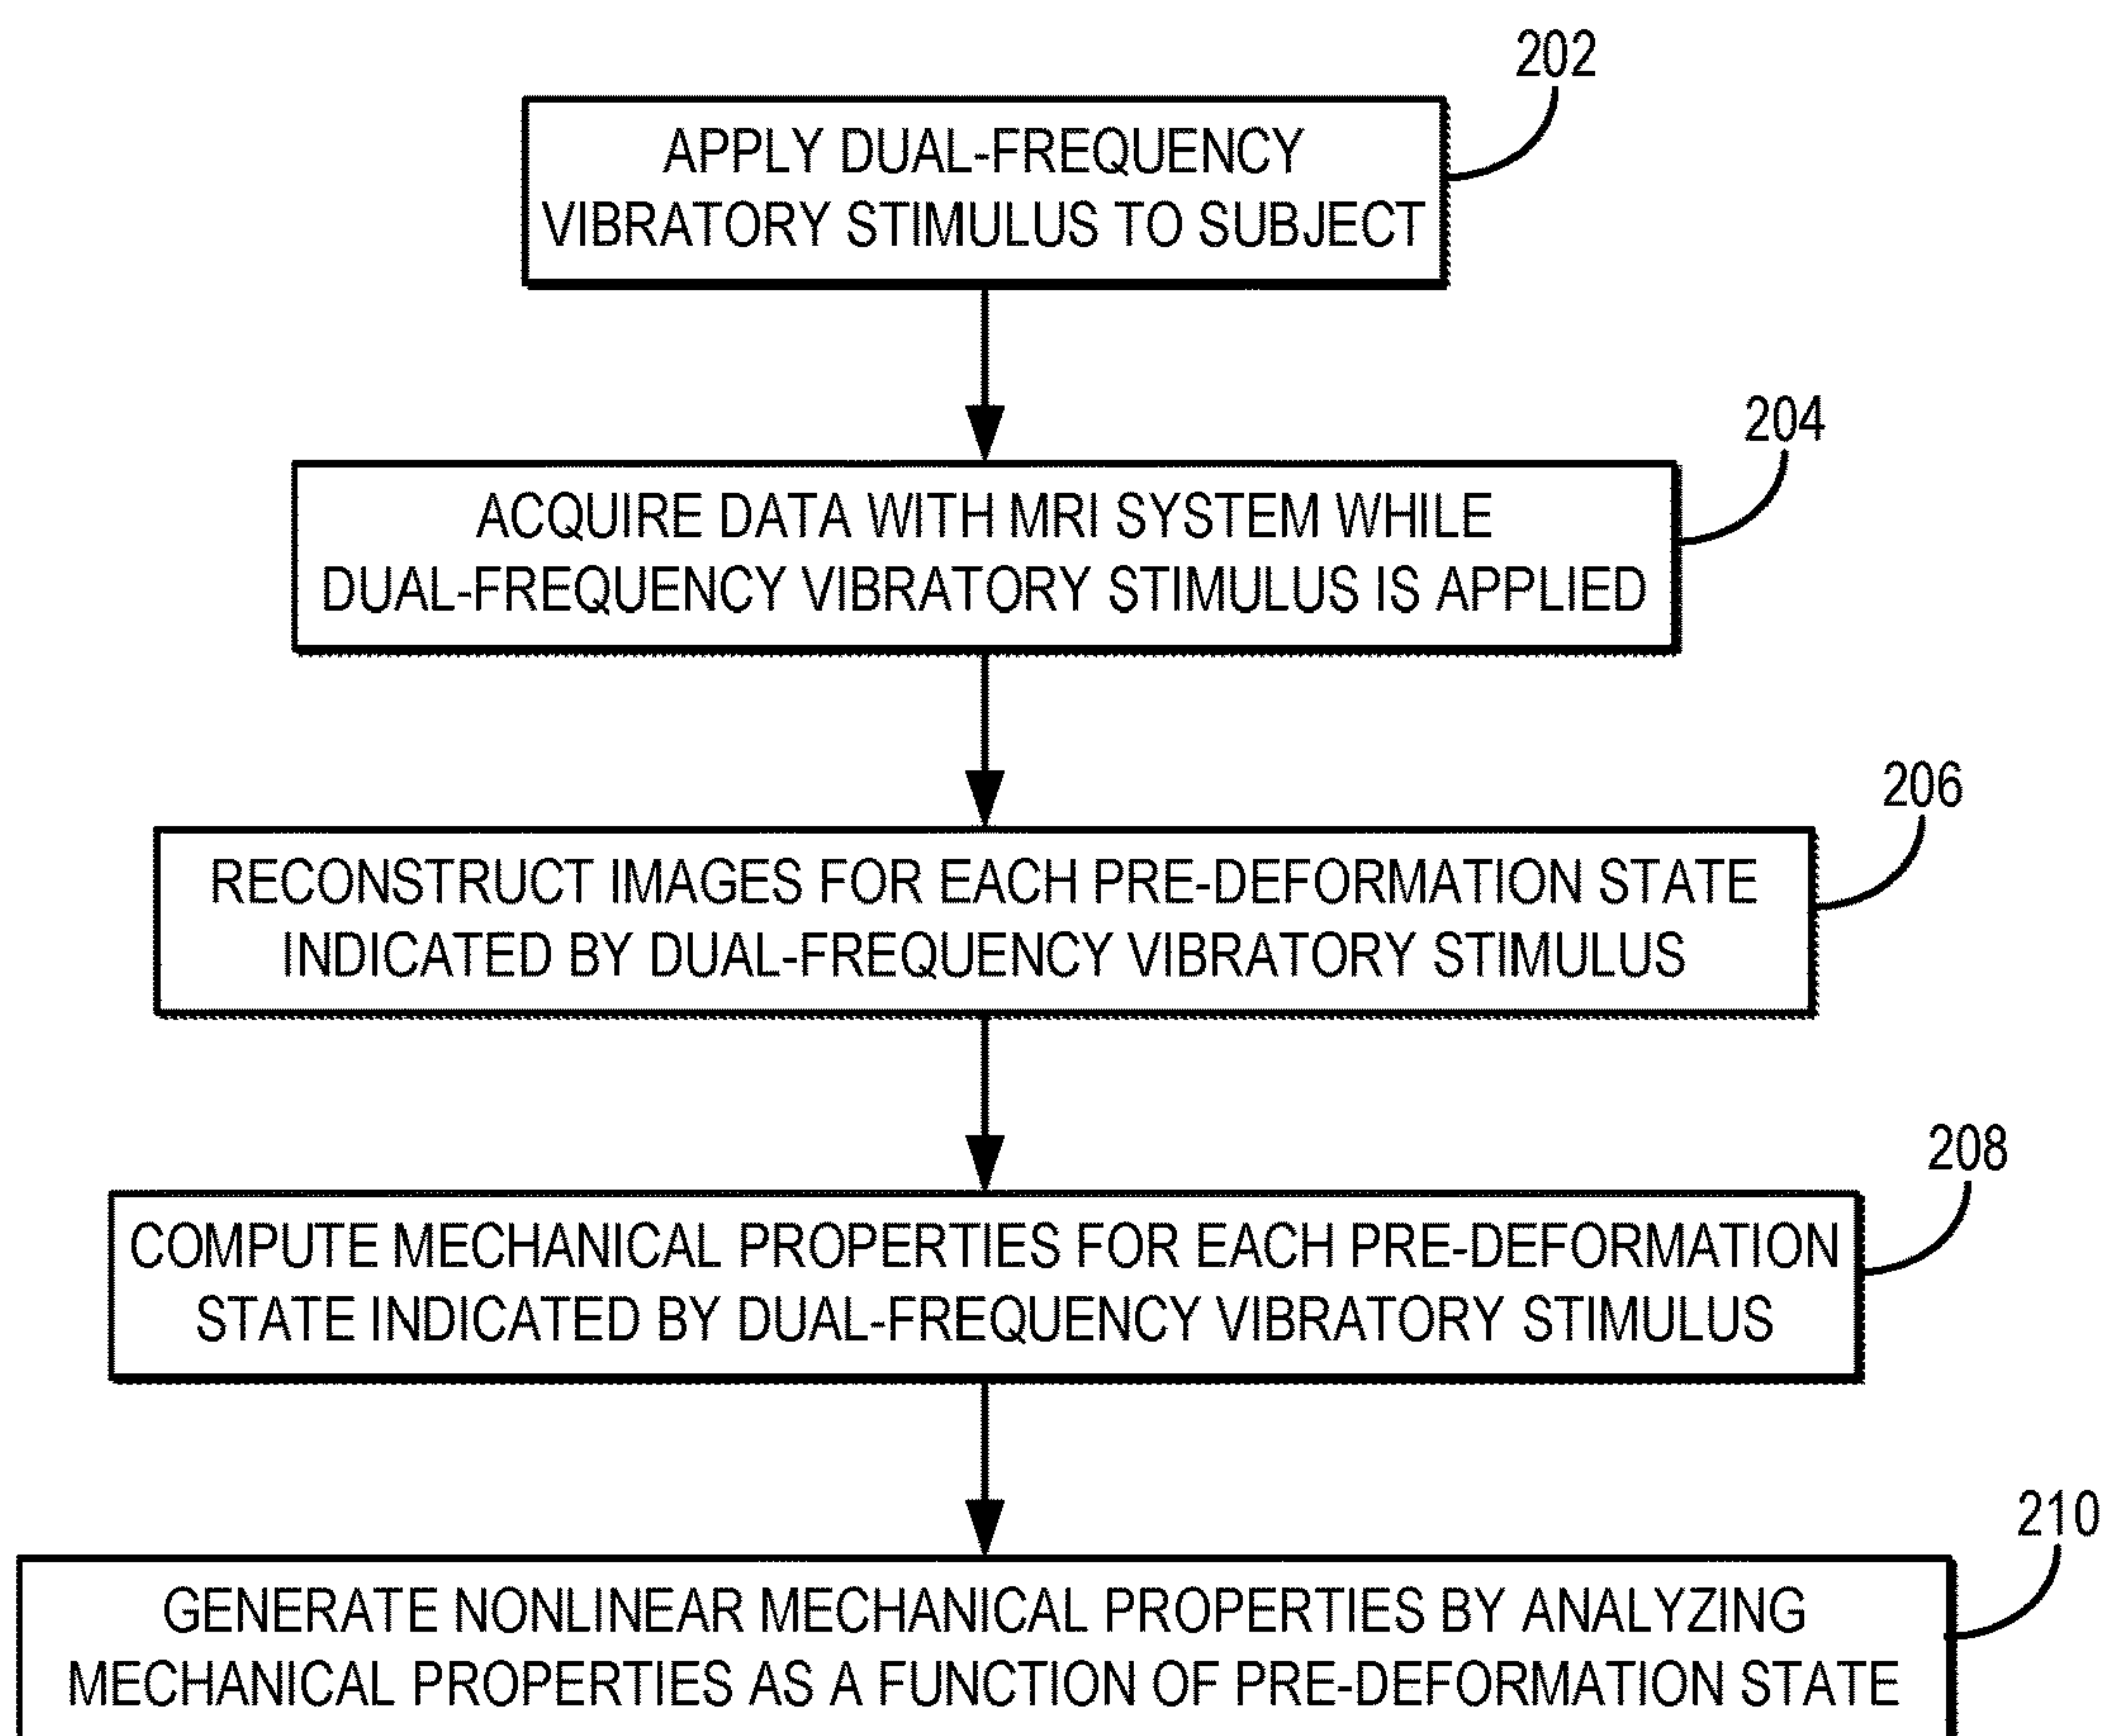 202
APPLY DUAL-FREQUENCY
VIBRATORY STIMULUS TO SUBJECT
204
ACQUIRE DATA WITH MRI SYSTEM WHILE
DUAL-FREQUENCY VIBRATORY STIMULUS IS APPLIED
206
RECONSTRUCT IMAGES FOR EACH PRE-DEFORMATION STATE
INDICATED BY DUAL-FREQUENCY VIBRATORY STIMULUS
208
COMPUTE MECHANICAL PROPERTIES FOR EACH PRE-DEFORMATION
STATE INDICATED BY DUAL-FREQUENCY VIBRATORY STIMULUS
210
GENERATE NONLINEAR MECHANICAL PROPERTIES BY ANALYZING
MECHANICAL PROPERTIES AS A FUNCTION OF PRE-DEFORMATION STATE